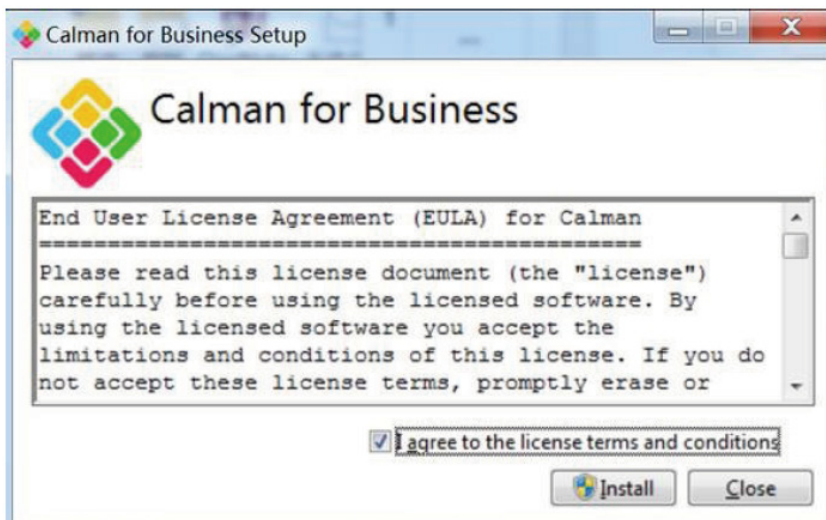 Calman for Business Setup
Calman for Business
End User License Agreement (EULA) for Calman
=============================================
Please read this license document (the "license")
carefully before using the licensed software. By
using the licensed software you accept the
limitations and conditions of this license. If you do
not accept these license terms, promptly erase or
I agree to the license terms and conditions
Install
Close